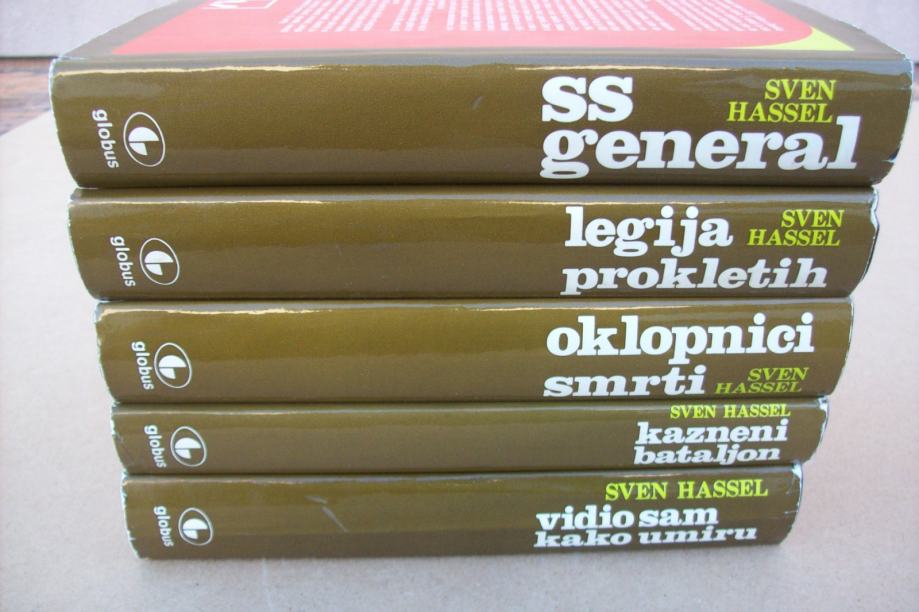 SVEN
HASSEL
ss
general
globus
legija
prokletih
SVEN
HASSEL
globus
oklopnici
smrti
SVEN
HASSEL
globus
SVEN HASSEL
kazneni
bataljon
globus
SVEN HASSEL
vidio sam
kako umiru
globus